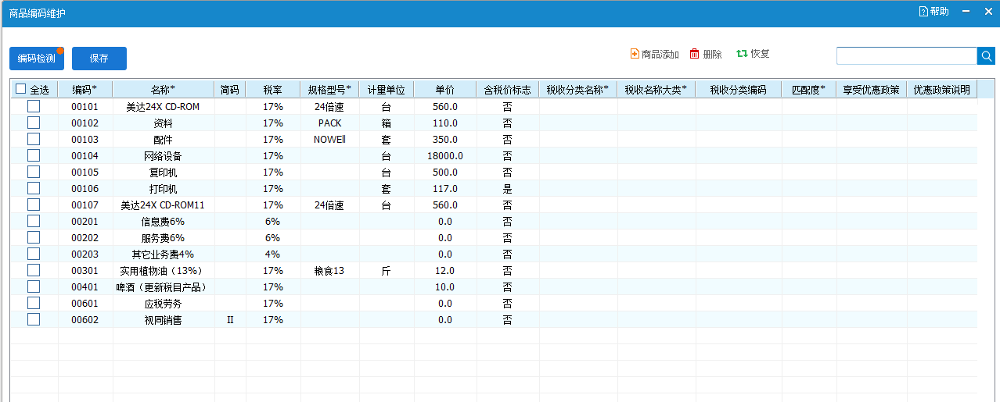 商品编码维护 帮助
编码检测 保存 商品添加 删除 恢复
全选 编码* 名称* 简码 税率 规格型号* 计量单位 单价 含税价标志 税收分类名称* 税收名称大类* 税收分类编码 匹配度* 享受优惠政策 优惠政策说明
00101 美达24X CD-ROM 17% 24倍速 台 560.0 否
00102 资料 17% PACK 箱 110.0 否
00103 配件 17% NOWEll 套 350.0 否
00104 网络设备 17% 台 18000.0 否
00105 复印机 17% 台 500.0 否
00106 打印机 17% 套 117.0 是
00107 美达24X CD-ROM11 17% 24倍速 台 560.0 否
00201 信息费6% 6% 0.0 否
00202 服务费6% 6% 0.0 否
00203 其它业务费4% 4% 0.0 否
00301 实用植物油（13%） 17% 粮食13 斤 12.0 否
00401 啤酒（更新税目产品） 17% 10.0 否
00601 应税劳务 17% 0.0 否
00602 视同销售 II 17% 0.0 否